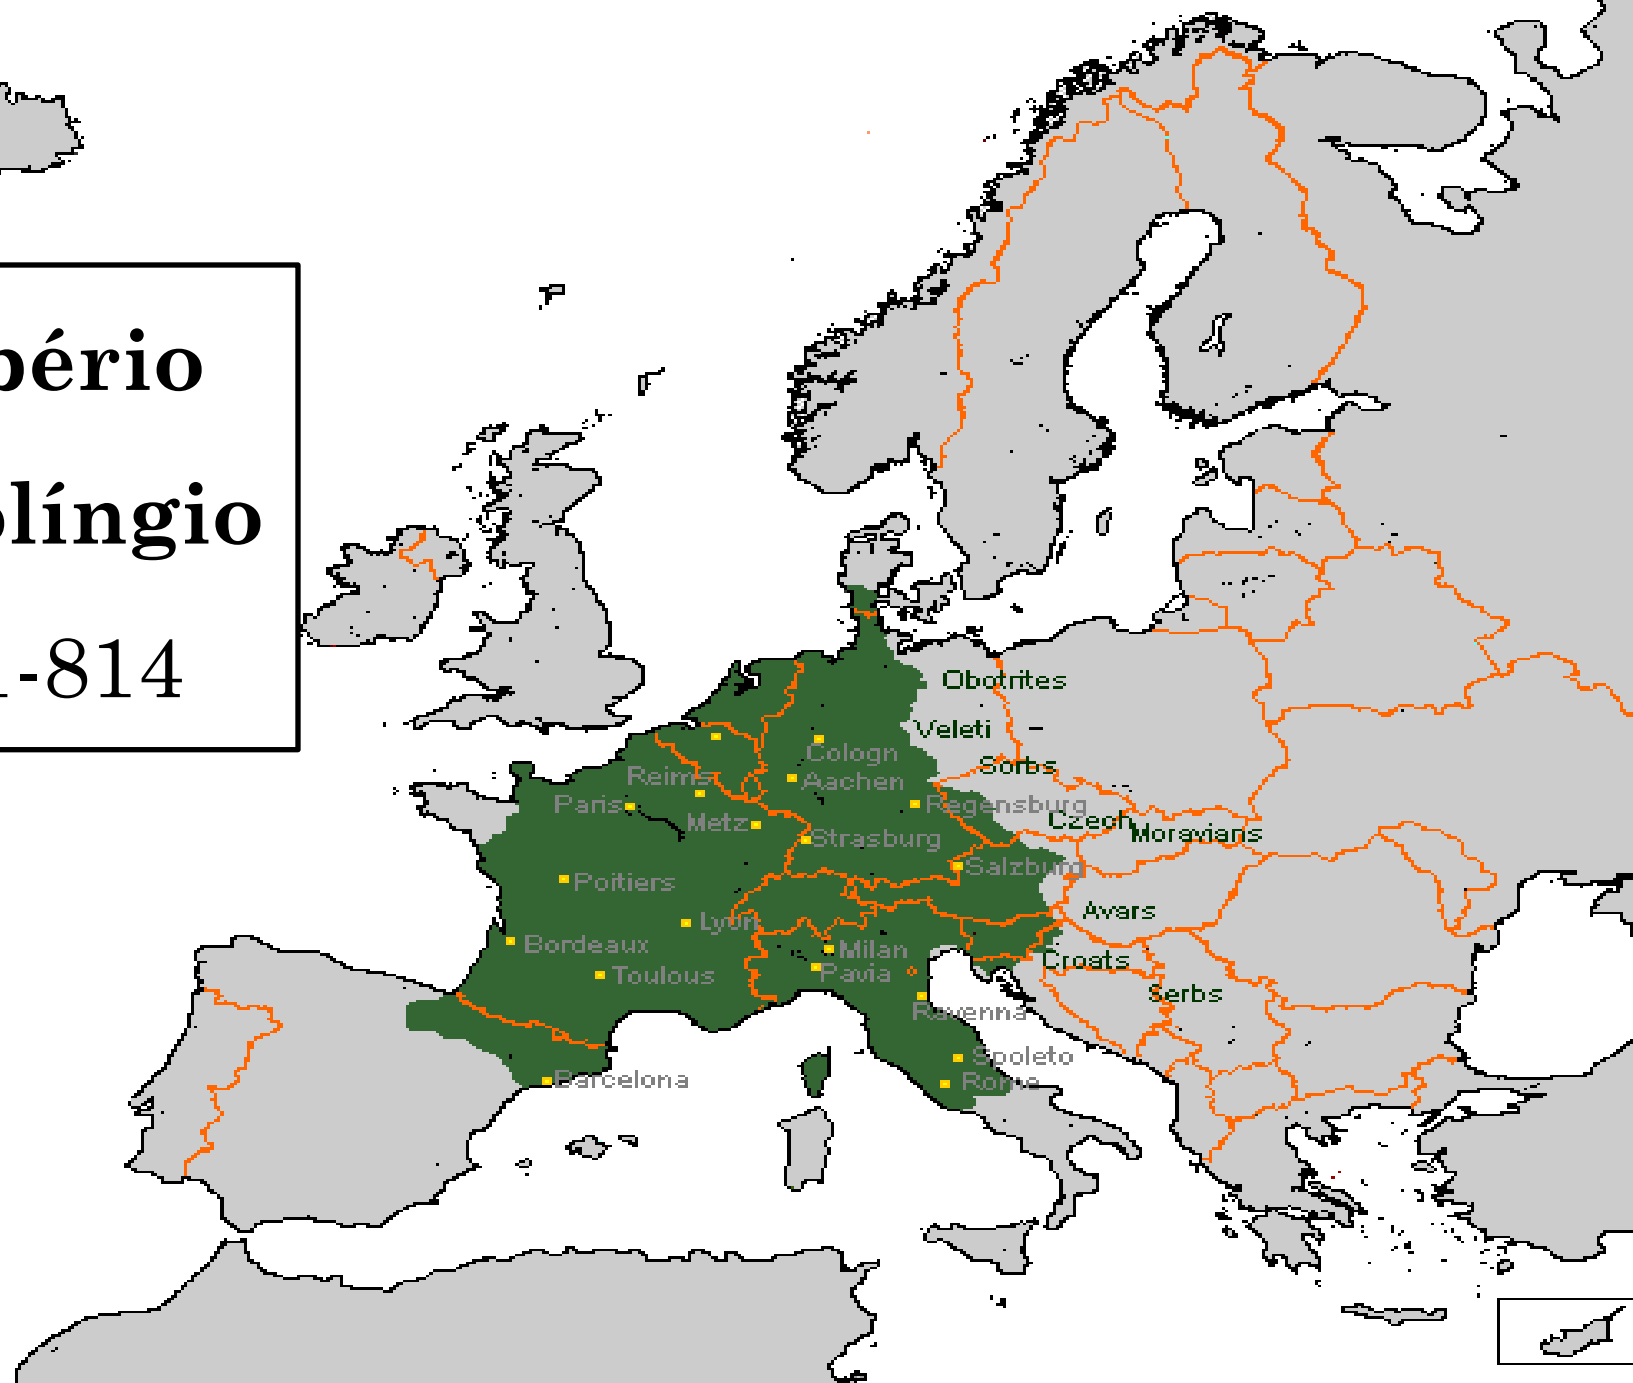 pério
olíngio
-814
Obotrites
Veleti
Cologn
Sorbs
Reims
Aachen
Paris
Regensburg
Metz
Czech
Moravians
Strasburg
Salzburg
Poitiers
Avars
Lyon
Bordeaux
Milan
Croats
Toulous
Pavia
Serbs
Ravenna
Spoleto
Barcelona
Rome